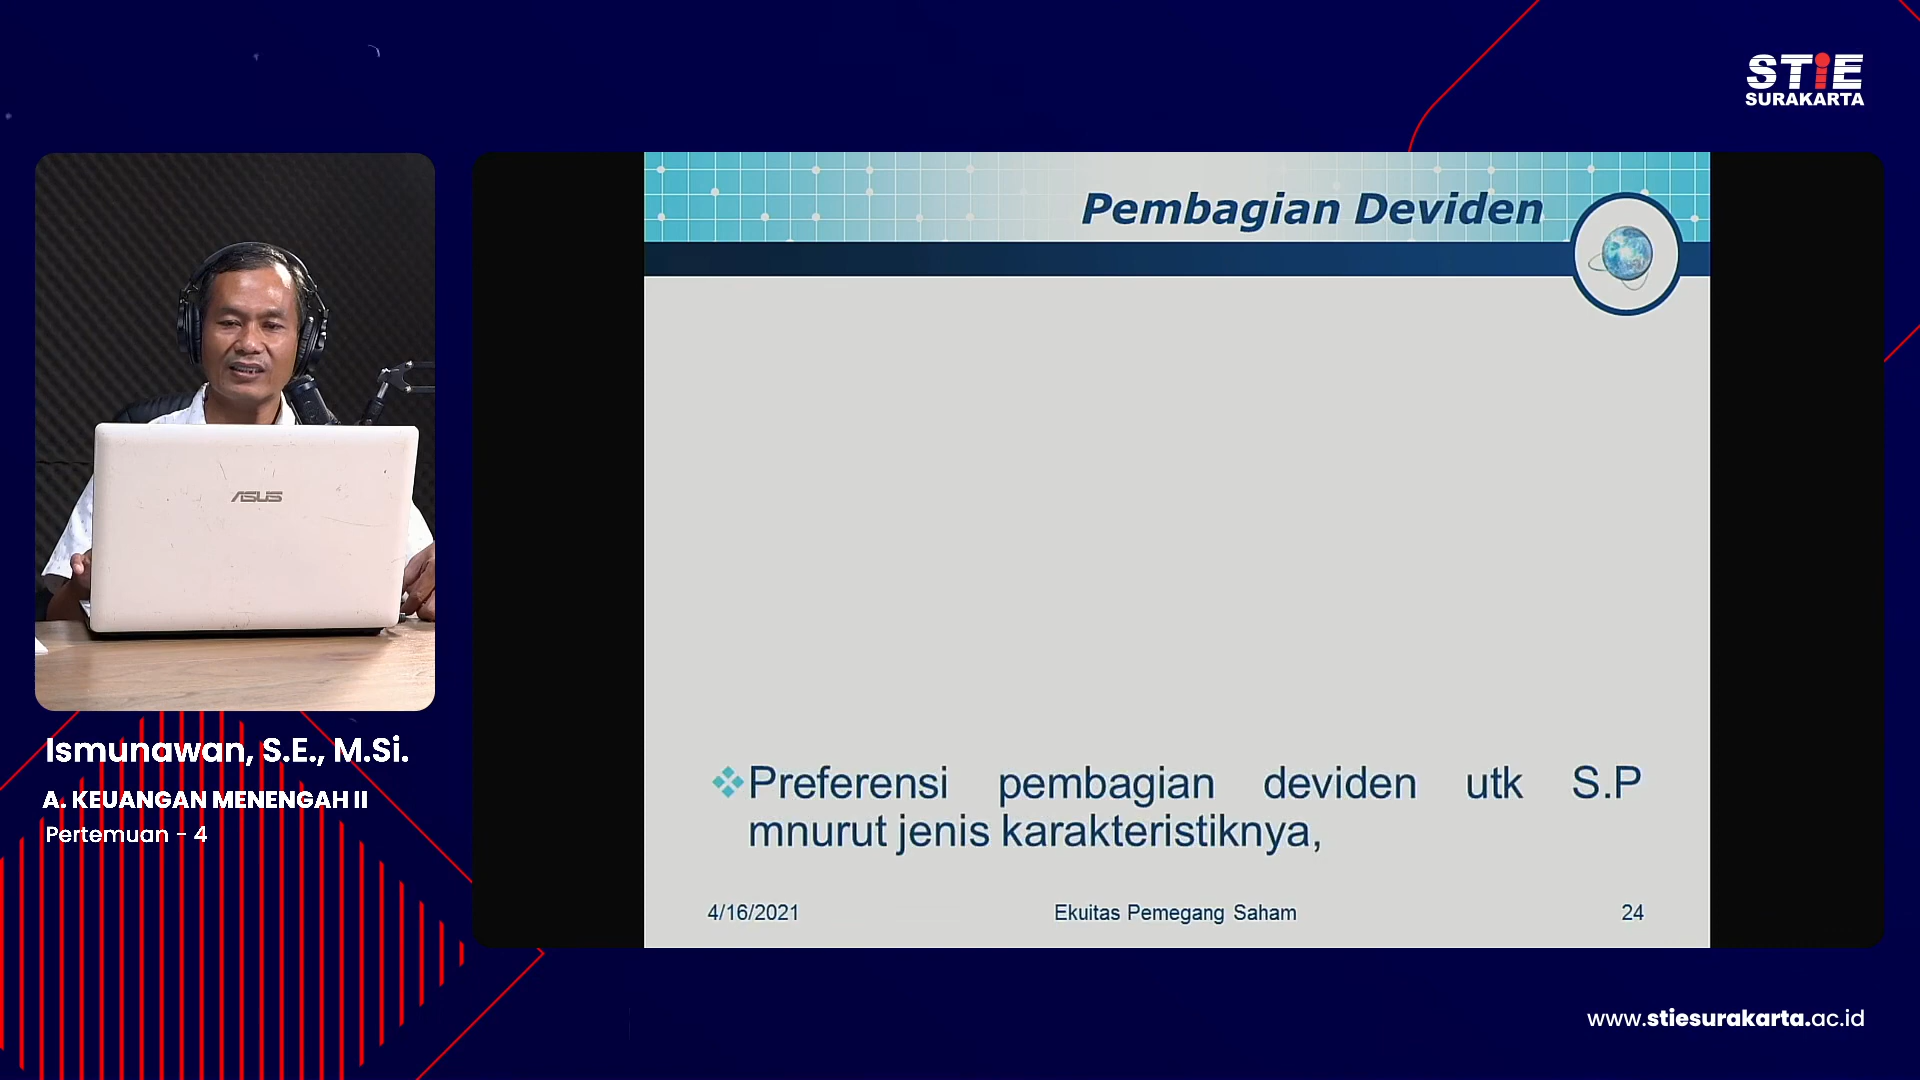 STiE
SURAKARTA
Pembagian Deviden
ASUS
Preferensi pembagian deviden utk S.P
mnurut jenis karakteristiknya,
4/16/2021 Ekuitas Pemegang Saham 24
Ismunawan, S.E., M.Si.
A. KEUANGAN MENENGAH II
Pertemuan - 4
www.stiesurakarta.ac.id